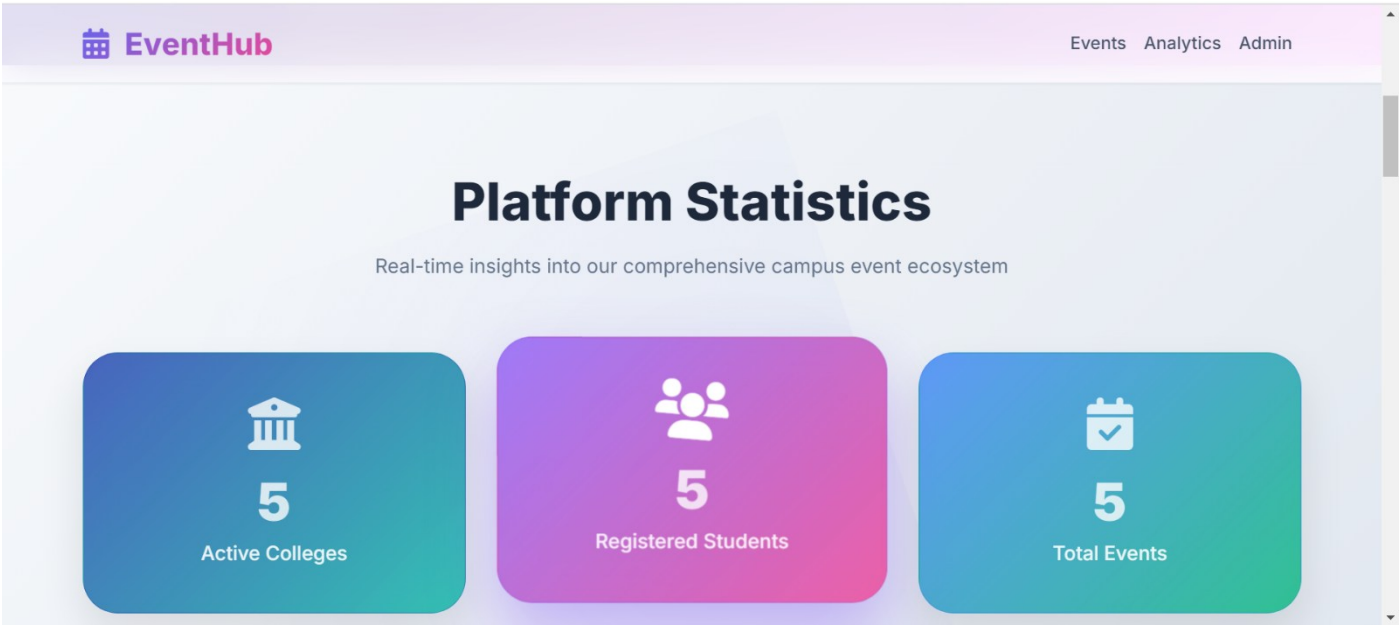 EventHub
Events Analytics Admin
Platform Statistics
Real-time insights into our comprehensive campus event ecosystem
5
Active Colleges
5
Registered Students
5
Total Events